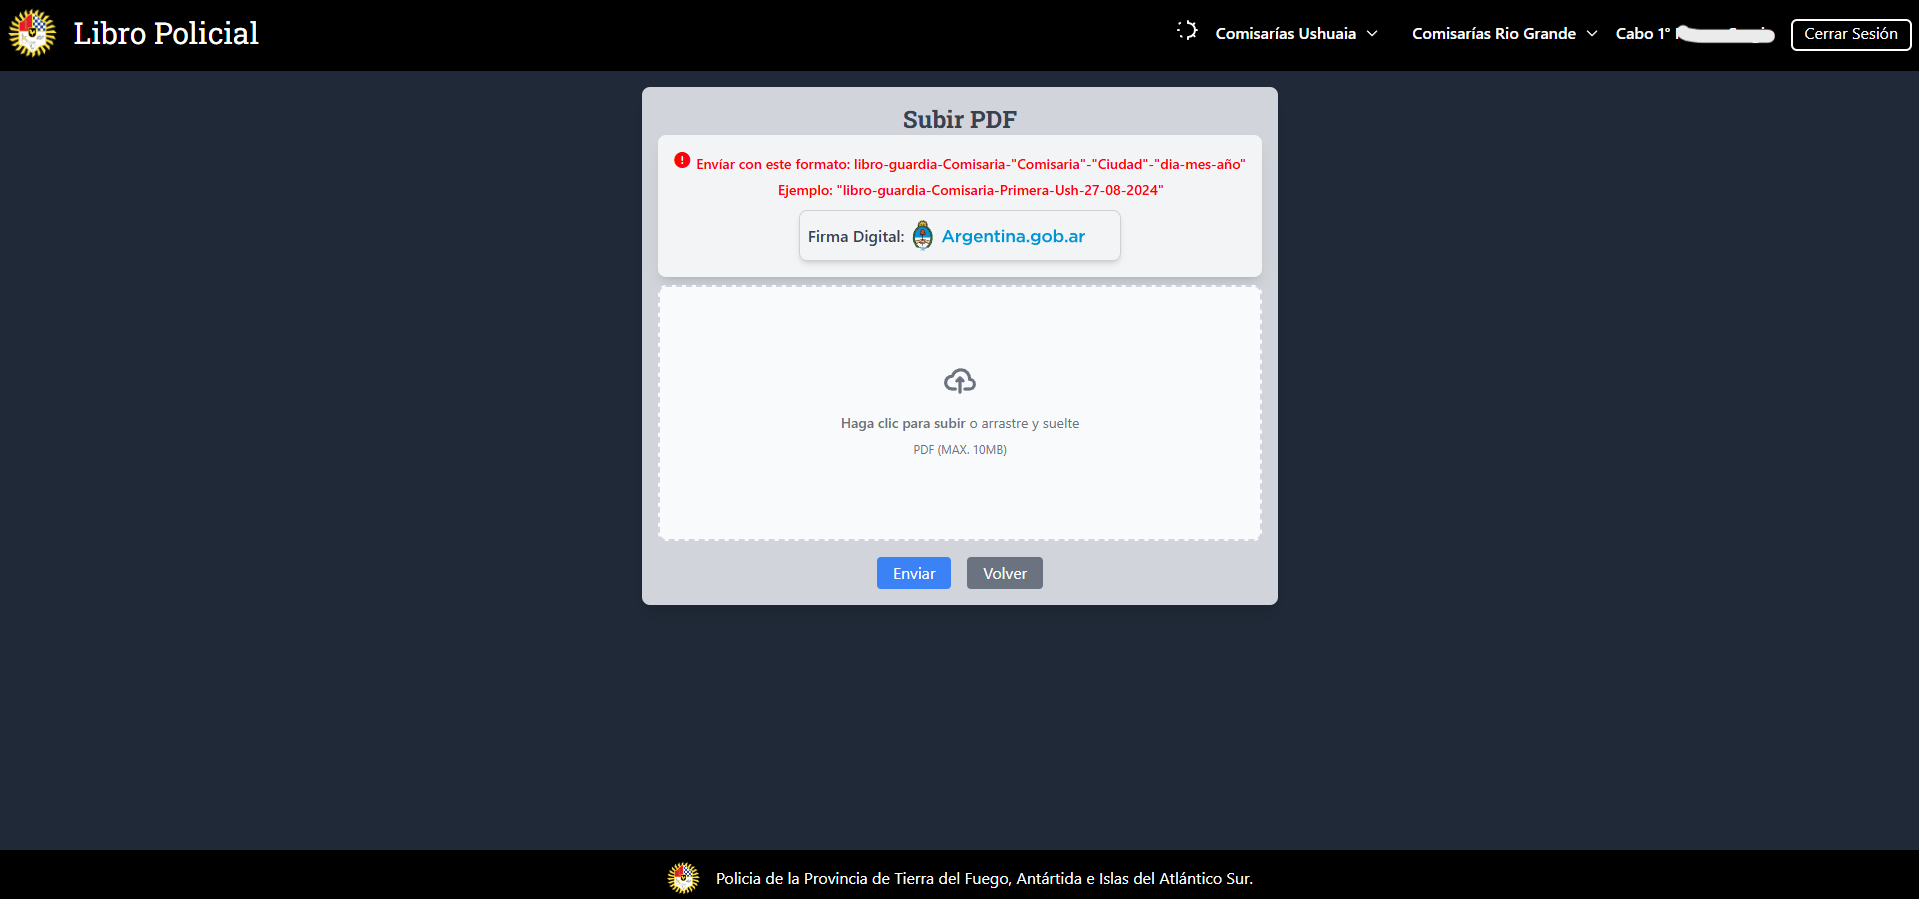 Libro Policial
Comisarías Ushuaia
Comisarías Rio Grande
Cabo 1°
Cerrar Sesión
Subir PDF
Envíar con este formato: libro-guardia-Comisaria-"Comisaria"-"Ciudad"-"dia-mes-año"
Ejemplo: "libro-guardia-Comisaria-Primera-Ush-27-08-2024"
Firma Digital: Argentina.gob.ar
Haga clic para subir o arrastre y suelte
PDF (MAX. 10MB)
Enviar
Volver
Policia de la Provincia de Tierra del Fuego, Antártida e Islas del Atlántico Sur.